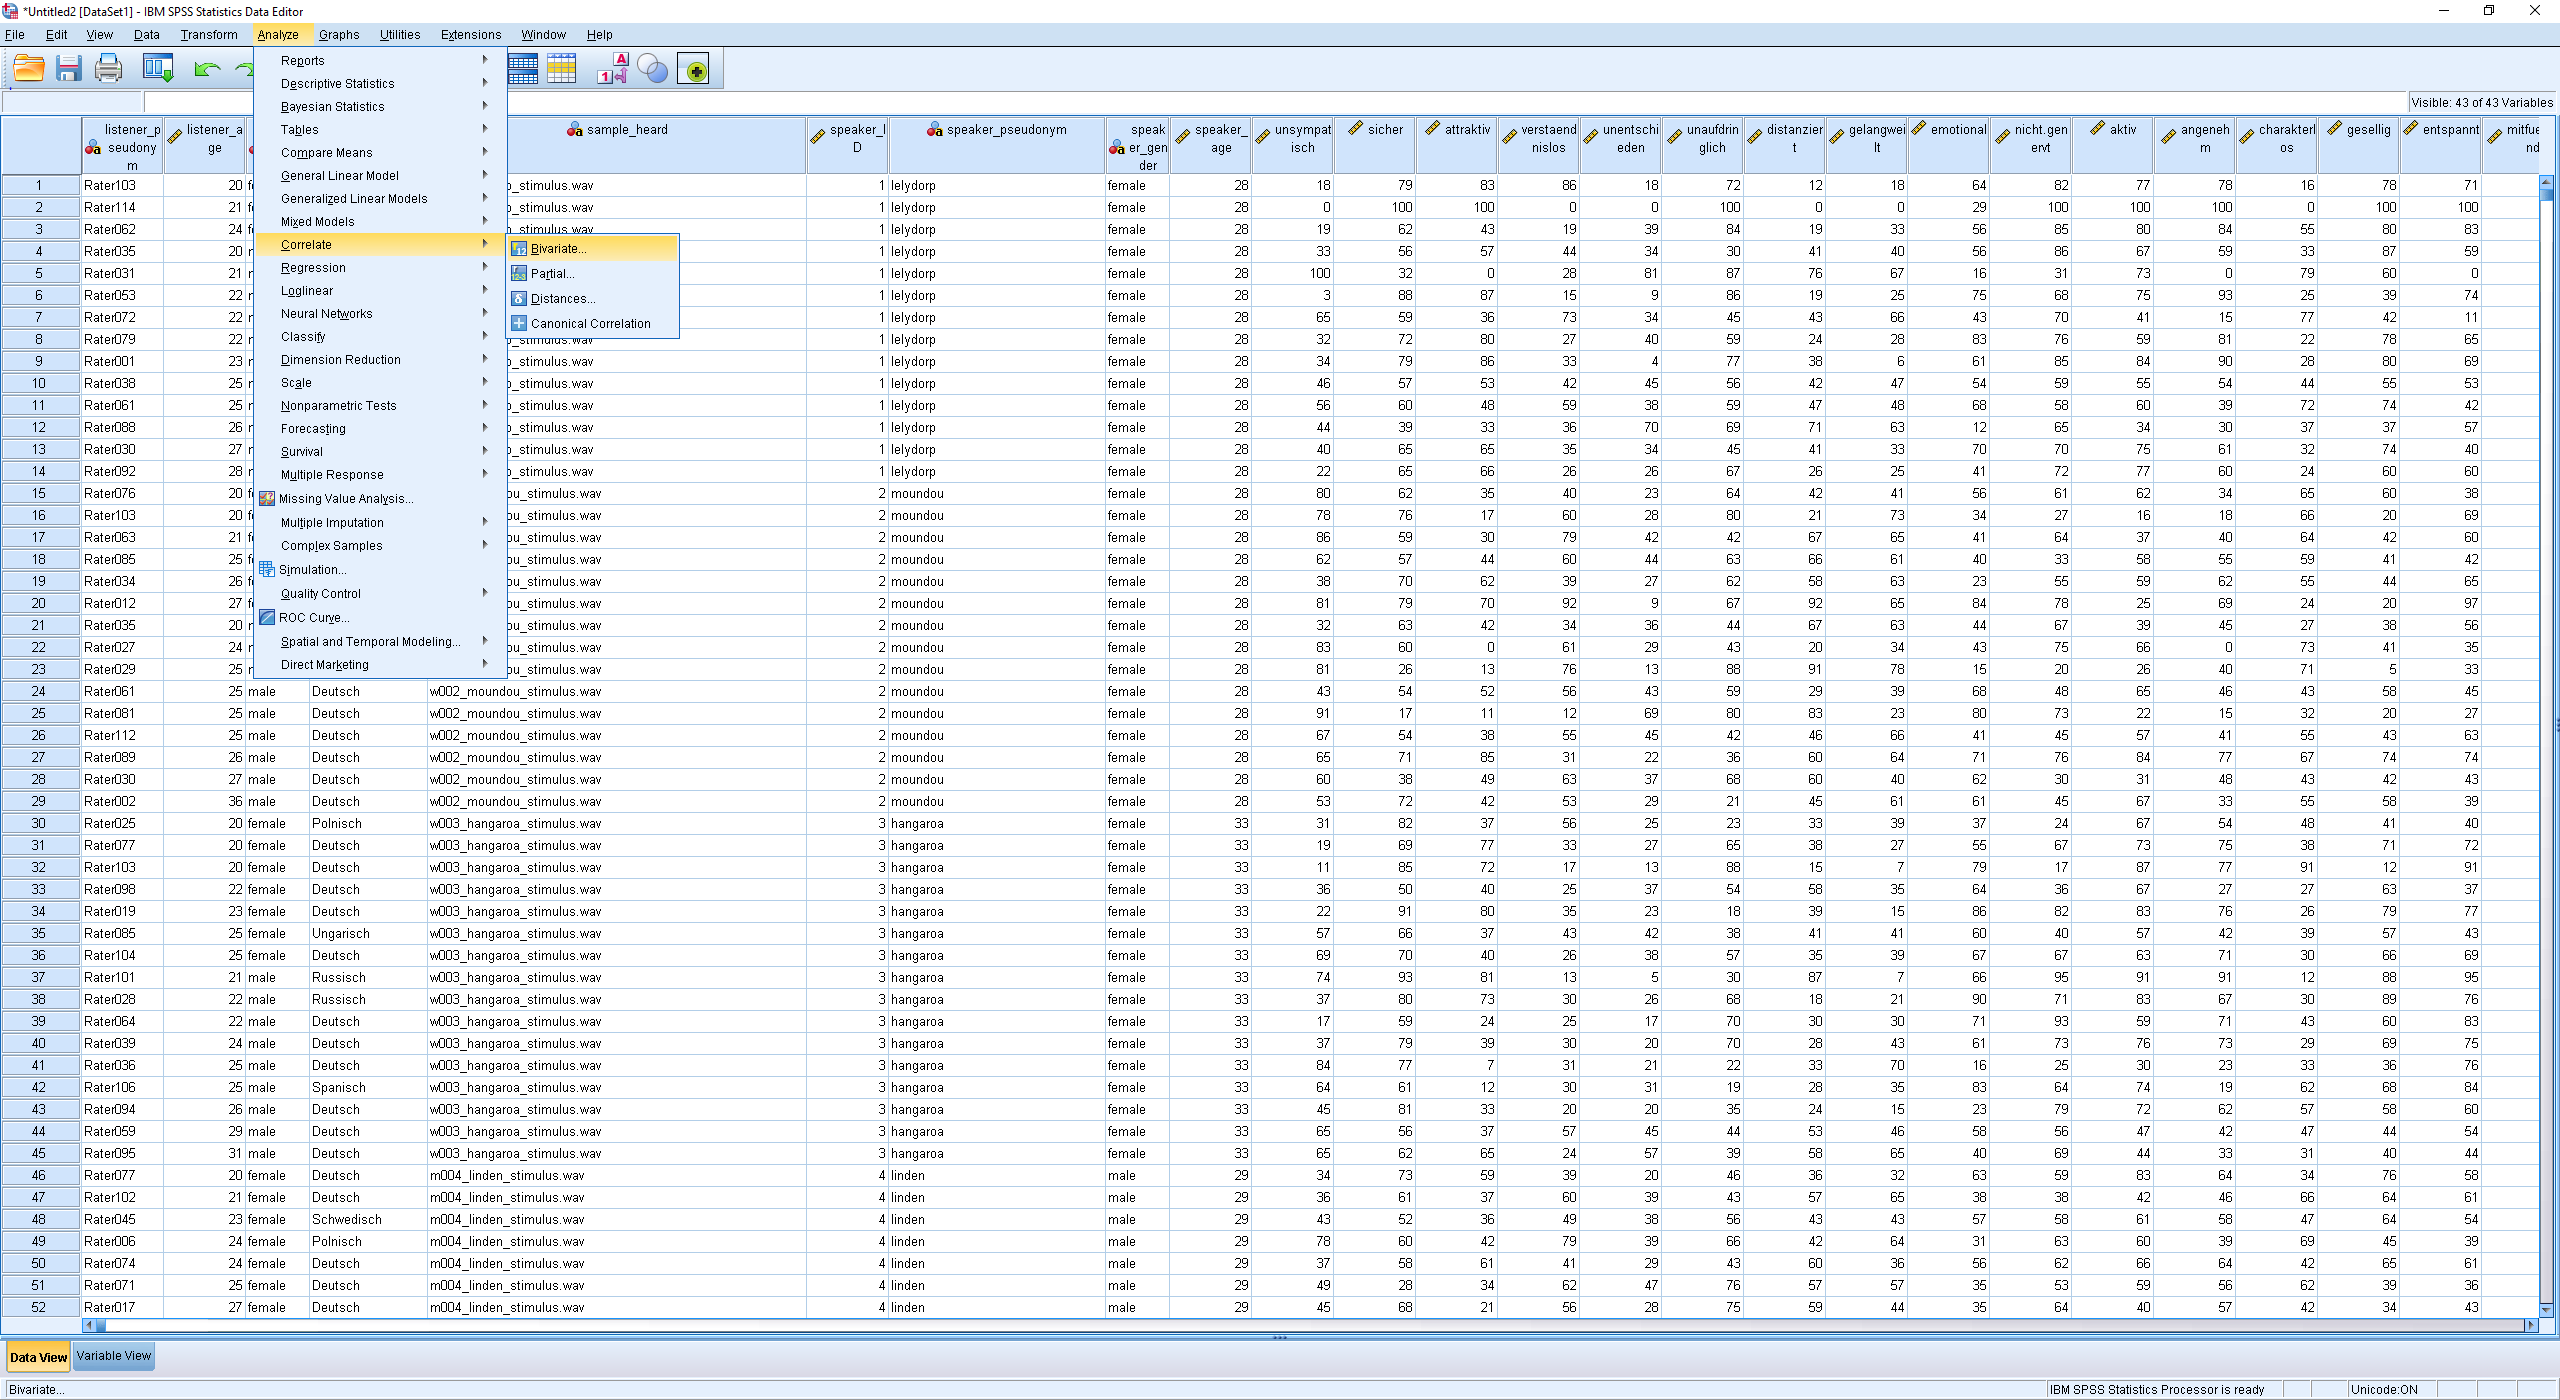 *Untitled2 [DataSet1] - IBM SPSS Statistics Data Editor
File Edit View Data Transform Analyze Graphs Utilities Extensions Window Help
Visible: 43 of 43 Variables
Reports
Descriptive Statistics
Bayesian Statistics
Tables
Compare Means
General Linear Model
Generalized Linear Models
Mixed Models
Correlate
Regression
Loglinear
Neural Networks
Classify
Dimension Reduction
Scale
Nonparametric Tests
Forecasting
Survival
Multiple Response
Missing Value Analysis...
Multiple Imputation
Complex Samples
Simulation...
Quality Control
ROC Curve...
Spatial and Temporal Modeling...
Direct Marketing
Bivariate...
Partial...
Distances...
Canonical Correlation
listener_p listener_a sample_heard speaker_I speaker_pseudonym speak speaker_ unsympat sicher attraktiv verstaend unentschi unaufdrin distanzier gelangwei emotional nicht.gen aktiv angeneh charakterl gesellig entspannt mitfue
seudony ge D er_gen age isch nislos eden glich t lt ervt m os nd
m der
1 Rater103 20 f p_stimulus.wav 1 lelydorp female 28 18 79 83 86 18 72 12 18 64 82 77 78 16 78 71
2 Rater114 21 f p_stimulus.wav 1 lelydorp female 28 0 100 100 0 0 100 0 0 29 100 100 100 0 100 100
3 Rater062 24 f p_stimulus.wav 1 lelydorp female 28 19 62 43 19 39 84 19 33 56 85 80 84 55 80 83
4 Rater035 20 1 lelydorp female 28 33 56 57 44 34 30 41 40 56 86 67 59 33 87 59
5 Rater031 21 1 lelydorp female 28 100 32 0 28 81 87 76 67 16 31 73 0 79 60 0
6 Rater053 22 1 lelydorp female 28 3 88 87 15 9 86 19 25 75 68 75 93 25 39 74
7 Rater072 22 1 lelydorp female 28 65 59 36 73 34 45 43 66 43 70 41 15 77 42 11
8 Rater079 22 p_stimulus.wav 1 lelydorp female 28 32 72 80 27 40 59 24 28 83 76 59 81 22 78 65
9 Rater001 23 p_stimulus.wav 1 lelydorp female 28 34 79 86 33 4 77 38 6 61 85 84 90 28 80 69
10 Rater038 25 p_stimulus.wav 1 lelydorp female 28 46 57 53 42 45 56 42 47 54 59 55 54 44 55 53
11 Rater061 25 p_stimulus.wav 1 lelydorp female 28 56 60 48 59 38 59 47 48 68 58 60 39 72 74 42
12 Rater088 26 p_stimulus.wav 1 lelydorp female 28 44 39 33 36 70 69 71 63 12 65 34 30 37 37 57
13 Rater030 27 p_stimulus.wav 1 lelydorp female 28 40 65 65 35 34 45 41 33 70 70 75 61 32 74 40
14 Rater092 28 p_stimulus.wav 1 lelydorp female 28 22 65 66 26 26 67 26 25 41 72 77 60 24 60 60
15 Rater076 20 f ou_stimulus.wav 2 moundou female 28 80 62 35 40 23 64 42 41 56 61 62 34 65 60 38
16 Rater103 20 f ou_stimulus.wav 2 moundou female 28 78 76 17 60 28 80 21 73 34 27 16 18 66 20 69
17 Rater063 21 f ou_stimulus.wav 2 moundou female 28 86 59 30 79 42 42 67 65 41 64 37 40 64 42 60
18 Rater085 25 f ou_stimulus.wav 2 moundou female 28 62 57 44 60 44 63 66 61 40 33 58 55 59 41 42
19 Rater034 26 f ou_stimulus.wav 2 moundou female 28 38 70 62 39 27 62 58 63 23 55 59 62 55 44 65
20 Rater012 27 f ou_stimulus.wav 2 moundou female 28 81 79 70 92 9 67 92 65 84 78 25 69 24 20 97
21 Rater035 20 ou_stimulus.wav 2 moundou female 28 32 63 42 34 36 44 67 63 44 67 39 45 27 38 56
22 Rater027 24 ou_stimulus.wav 2 moundou female 28 83 60 0 61 29 43 20 34 43 75 66 0 73 41 35
23 Rater029 25 ou_stimulus.wav 2 moundou female 28 81 26 13 76 13 88 91 78 15 20 26 40 71 5 33
24 Rater061 25 male Deutsch w002_moundou_stimulus.wav 2 moundou female 28 43 54 52 56 43 59 29 39 68 48 65 46 43 58 45
25 Rater081 25 male Deutsch w002_moundou_stimulus.wav 2 moundou female 28 91 17 11 12 69 80 83 23 80 73 22 15 32 20 27
26 Rater112 25 male Deutsch w002_moundou_stimulus.wav 2 moundou female 28 67 54 38 55 45 42 46 66 41 45 57 41 55 43 63
27 Rater089 26 male Deutsch w002_moundou_stimulus.wav 2 moundou female 28 65 71 85 31 22 36 60 64 71 76 84 77 67 74 74
28 Rater030 27 male Deutsch w002_moundou_stimulus.wav 2 moundou female 28 60 38 49 63 37 68 60 40 62 30 31 48 43 42 43
29 Rater002 36 male Deutsch w002_moundou_stimulus.wav 2 moundou female 28 53 72 42 53 29 21 45 61 61 45 67 33 55 58 39
30 Rater025 20 female Polnisch w003_hangaroa_stimulus.wav 3 hangaroa female 33 31 82 37 56 25 23 33 39 37 24 67 54 48 41 40
31 Rater077 20 female Deutsch w003_hangaroa_stimulus.wav 3 hangaroa female 33 19 69 77 33 27 65 38 27 55 67 73 75 38 71 72
32 Rater103 20 female Deutsch w003_hangaroa_stimulus.wav 3 hangaroa female 33 11 85 72 17 13 88 15 7 79 17 87 77 91 12 91
33 Rater098 22 female Deutsch w003_hangaroa_stimulus.wav 3 hangaroa female 33 36 50 40 25 37 54 58 35 64 36 67 27 27 63 37
34 Rater019 23 female Deutsch w003_hangaroa_stimulus.wav 3 hangaroa female 33 22 91 80 35 23 18 39 15 86 82 83 76 26 79 77
35 Rater085 25 female Ungarisch w003_hangaroa_stimulus.wav 3 hangaroa female 33 57 66 37 43 42 38 41 41 60 40 57 42 39 57 43
36 Rater104 25 female Deutsch w003_hangaroa_stimulus.wav 3 hangaroa female 33 69 70 40 26 38 57 35 39 67 67 63 71 30 66 69
37 Rater101 21 male Russisch w003_hangaroa_stimulus.wav 3 hangaroa female 33 74 93 81 13 5 30 87 7 66 95 91 91 12 88 95
38 Rater028 22 male Russisch w003_hangaroa_stimulus.wav 3 hangaroa female 33 37 80 73 30 26 68 18 21 90 71 83 67 30 89 76
39 Rater064 22 male Deutsch w003_hangaroa_stimulus.wav 3 hangaroa female 33 17 59 24 25 17 70 30 30 71 93 59 71 43 60 83
40 Rater039 24 male Deutsch w003_hangaroa_stimulus.wav 3 hangaroa female 33 37 79 39 30 20 70 28 43 61 73 76 73 29 69 75
41 Rater036 25 male Deutsch w003_hangaroa_stimulus.wav 3 hangaroa female 33 84 77 7 31 21 22 33 70 16 25 30 23 33 36 76
42 Rater106 25 male Spanisch w003_hangaroa_stimulus.wav 3 hangaroa female 33 64 61 12 30 31 19 28 35 83 64 74 19 62 68 84
43 Rater094 26 male Deutsch w003_hangaroa_stimulus.wav 3 hangaroa female 33 45 81 33 20 20 35 24 15 23 79 72 62 57 58 60
44 Rater059 29 male Deutsch w003_hangaroa_stimulus.wav 3 hangaroa female 33 65 56 37 57 45 44 53 46 58 56 47 42 47 44 54
45 Rater095 31 male Deutsch w003_hangaroa_stimulus.wav 3 hangaroa female 33 65 62 65 24 57 39 58 65 40 69 44 33 31 40 44
46 Rater077 20 female Deutsch m004_linden_stimulus.wav 4 linden male 29 34 73 59 39 20 46 36 32 63 59 83 64 34 76 58
47 Rater102 21 female Deutsch m004_linden_stimulus.wav 4 linden male 29 36 61 37 60 39 43 57 65 38 38 42 46 66 64 61
48 Rater045 23 female Schwedisch m004_linden_stimulus.wav 4 linden male 29 43 52 36 49 38 56 43 43 57 58 61 58 47 64 54
49 Rater006 24 female Polnisch m004_linden_stimulus.wav 4 linden male 29 78 60 42 79 39 66 42 64 31 63 60 39 69 45 39
50 Rater074 24 female Deutsch m004_linden_stimulus.wav 4 linden male 29 37 58 61 41 29 43 60 36 56 62 66 64 42 65 61
51 Rater071 25 female Deutsch m004_linden_stimulus.wav 4 linden male 29 49 28 34 62 47 76 57 57 35 53 59 56 62 39 36
52 Rater017 27 female Deutsch m004_linden_stimulus.wav 4 linden male 29 45 68 21 56 28 75 59 44 35 64 40 57 42 34 43
Data View Variable View
Bivariate... IBM SPSS Statistics Processor is ready Unicode:ON